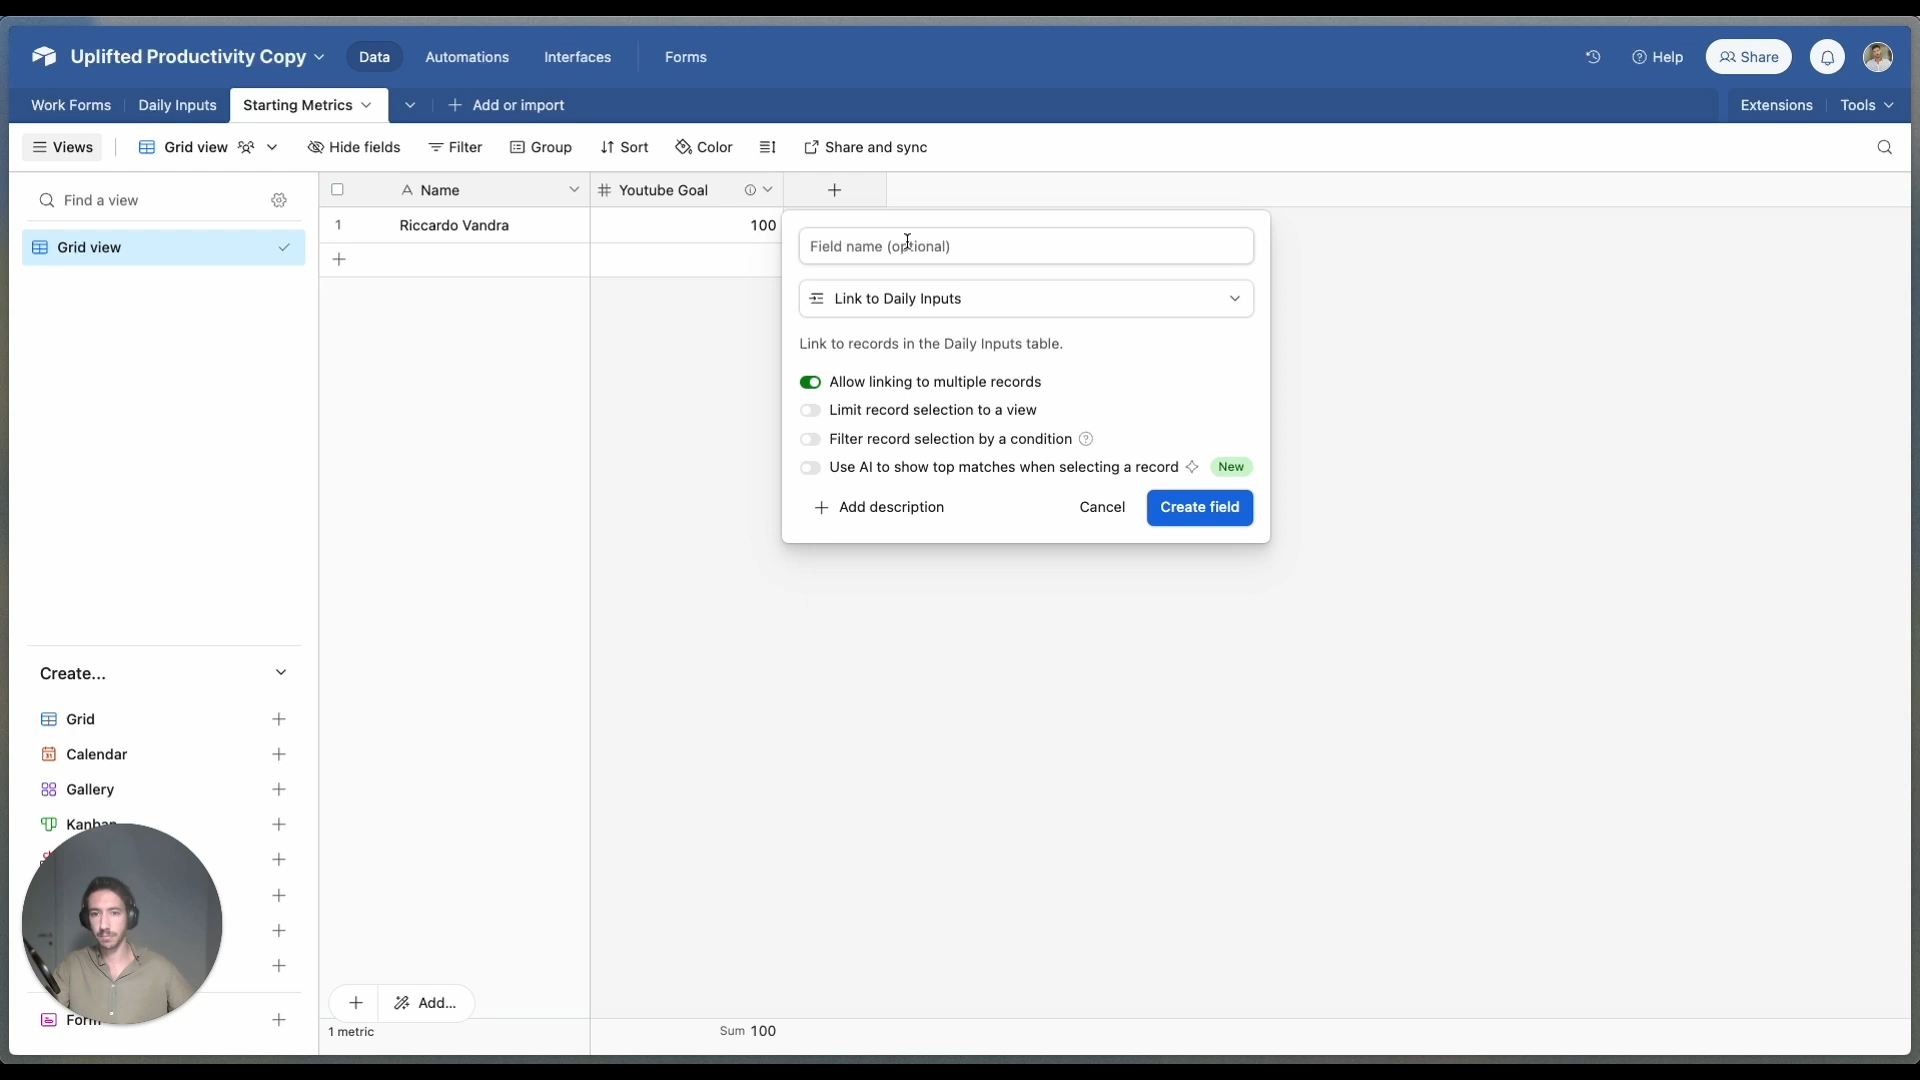 Uplifted Productivity Copy
Data
Automations
Interfaces
Forms
Help
Share
Work Forms
Daily Inputs
Starting Metrics
Add or import
Extensions
Tools
Views
Grid view
Hide fields
Filter
Group
Sort
Color
Share and sync
Find a view
Grid view
Name
Youtube Goal
1
Riccardo Vandra
100
Field name (optional)
Link to Daily Inputs
Link to records in the Daily Inputs table.
Allow linking to multiple records
Limit record selection to a view
Filter record selection by a condition
Use AI to show top matches when selecting a record
New
Add description
Cancel
Create field
Create...
Grid
Calendar
Gallery
Kanban
Form
Add...
1 metric
Sum 100